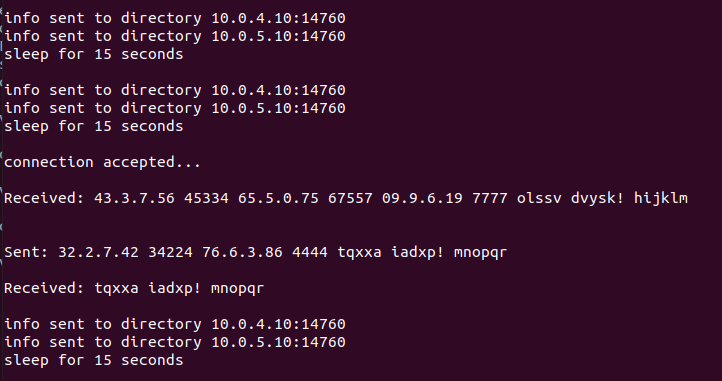 info sent to directory 10.0.4.10:14760
info sent to directory 10.0.5.10:14760
sleep for 15 seconds
info sent to directory 10.0.4.10:14760
info sent to directory 10.0.5.10:14760
sleep for 15 seconds
connection accepted...
Received: 43.3.7.56 45334 65.5.0.75 67557 09.9.6.19 7777 olssv dvysk! hijklm
Sent: 32.2.7.42 34224 76.6.3.86 4444 tqxxa iadxp! mnopqr
Received: tqxxa iadxp! mnopqr
info sent to directory 10.0.4.10:14760
info sent to directory 10.0.5.10:14760
sleep for 15 seconds